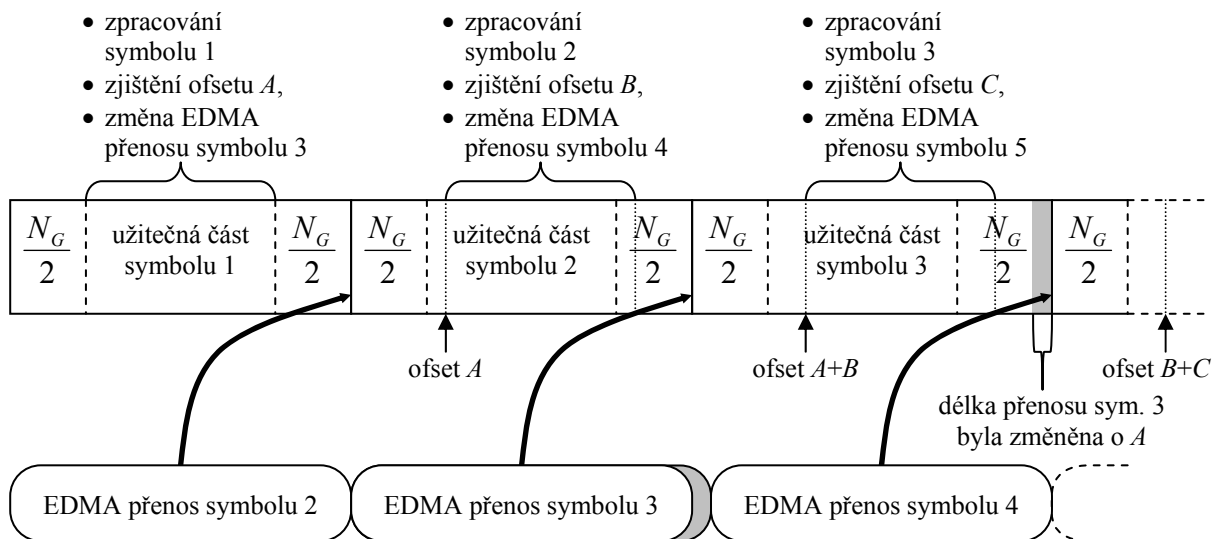 • zpracování
symbolu 1
• zjištění ofsetu A,
• změna EDMA
přenosu symbolu 3
• zpracování
symbolu 2
• zjištění ofsetu B,
• změna EDMA
přenosu symbolu 4
• zpracování
symbolu 3
• zjištění ofsetu C,
• změna EDMA
přenosu symbolu 5
N_G
2
užitečná část
symbolu 1
N_G
2
N_G
2
užitečná část
symbolu 2
N_G
2
N_G
2
užitečná část
symbolu 3
N_G
2
N_G
2
ofset A
ofset A+B
ofset B+C
délka přenosu sym. 3
byla změněna o A
EDMA přenos symbolu 2
EDMA přenos symbolu 3
EDMA přenos symbolu 4